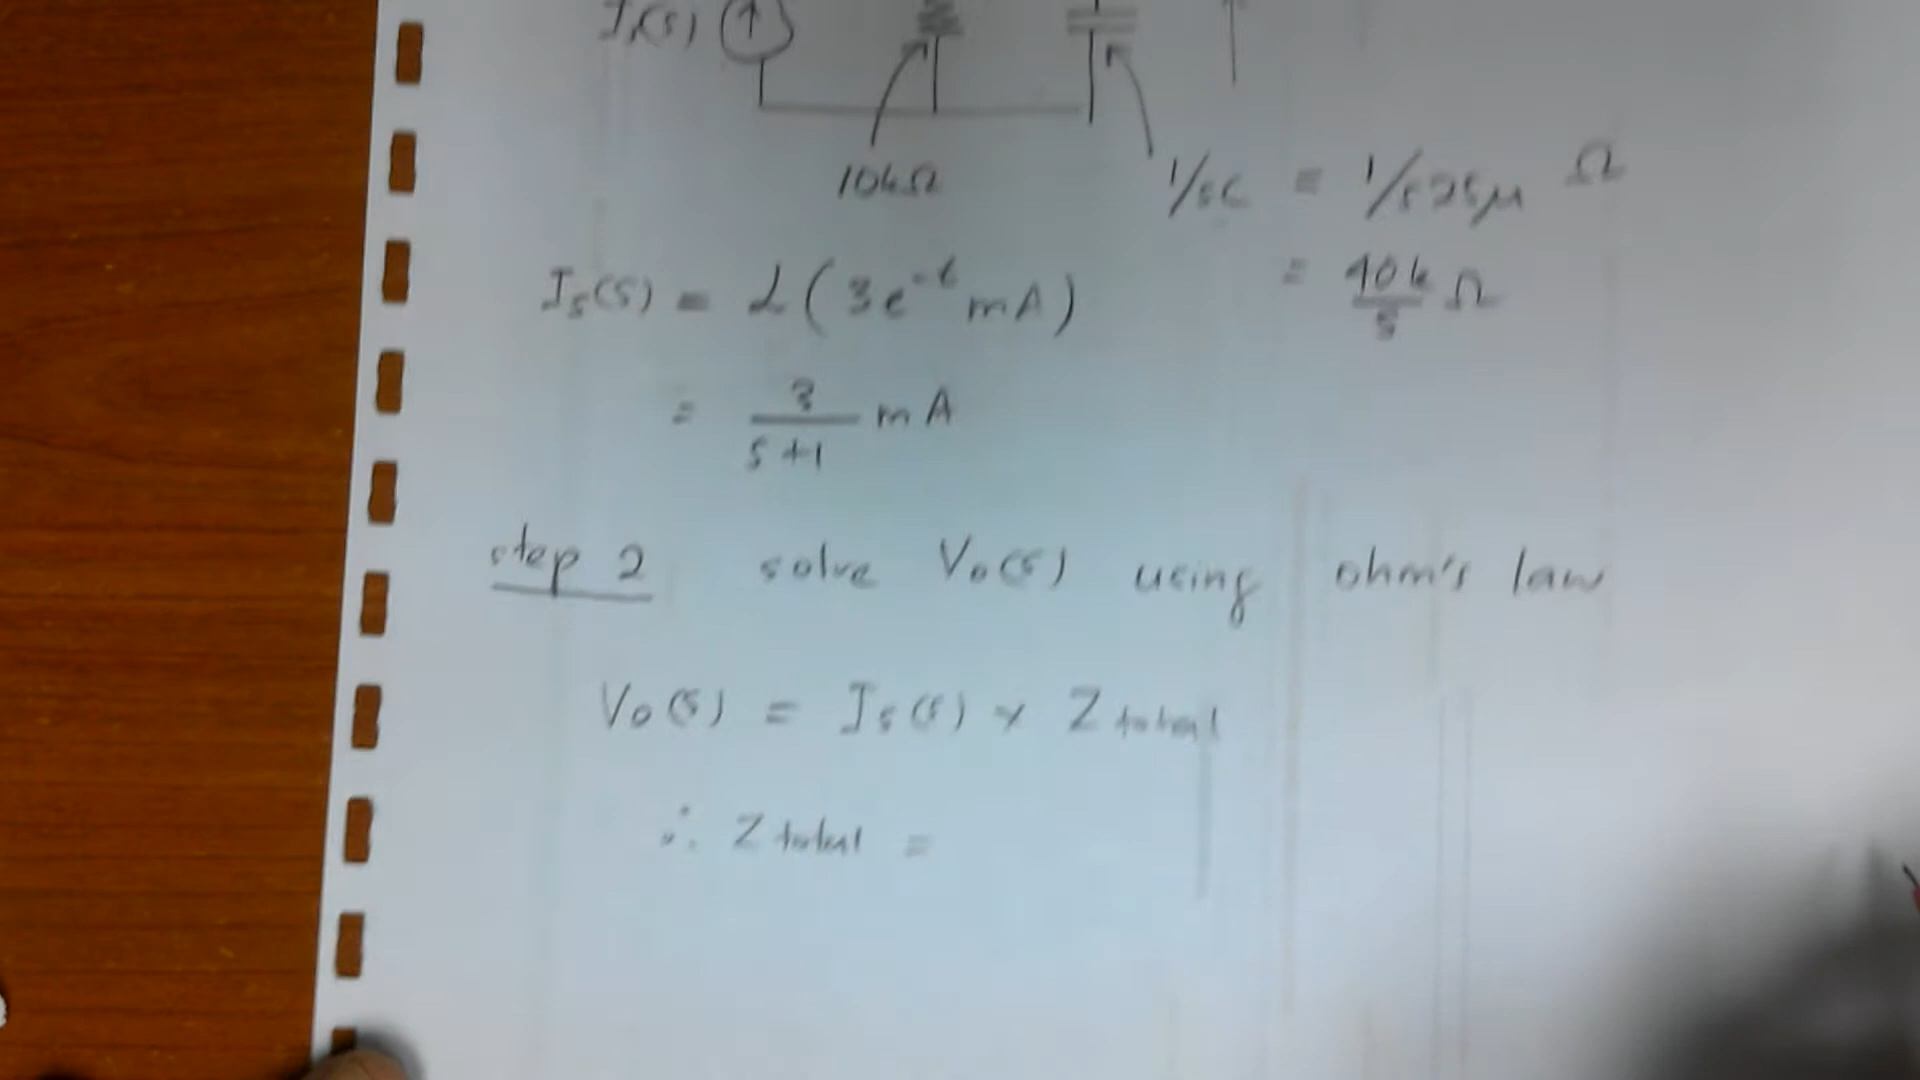 Is(s)
10kΩ
1/sC = 1/s25μ Ω
= 40k/s Ω
Is(s) = L(3e^-t mA)
= 3/s+1 mA
step 2 solve Vo(s) using ohm's law
Vo(s) = Is(s) x Ztotal
∴ Ztotal =